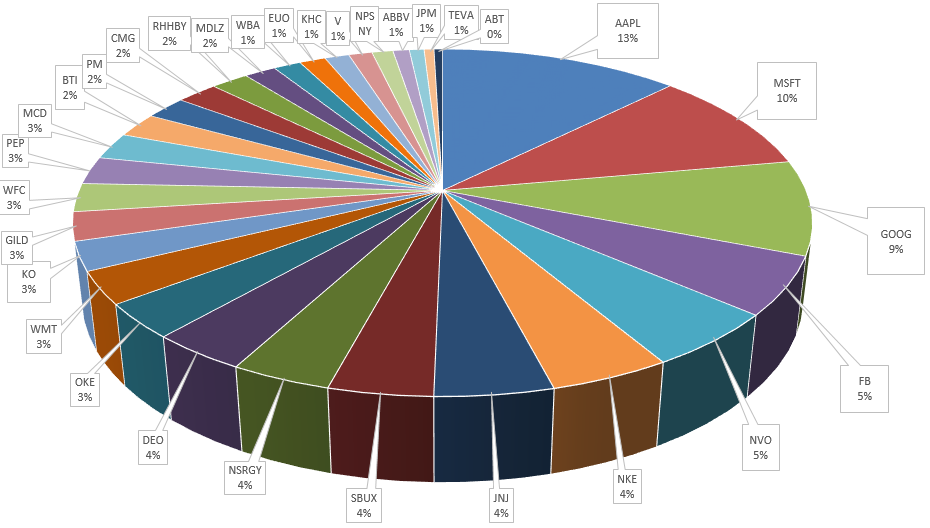 AAPL
13%
MSFT
10%
GOOG
9%
FB
5%
NVO
5%
NKE
4%
JNJ
4%
SBUX
4%
NSRGY
4%
DEO
4%
OKE
3%
WMT
3%
KO
3%
GILD
3%
WFC
3%
PEP
3%
MCD
3%
BTI
2%
PM
2%
CMG
2%
RHHBY
2%
MDLZ
2%
WBA
1%
EUO
1%
KHC
1%
V
1%
NPS
NY
ABBV
1%
JPM
1%
TEVA
1%
ABT
0%